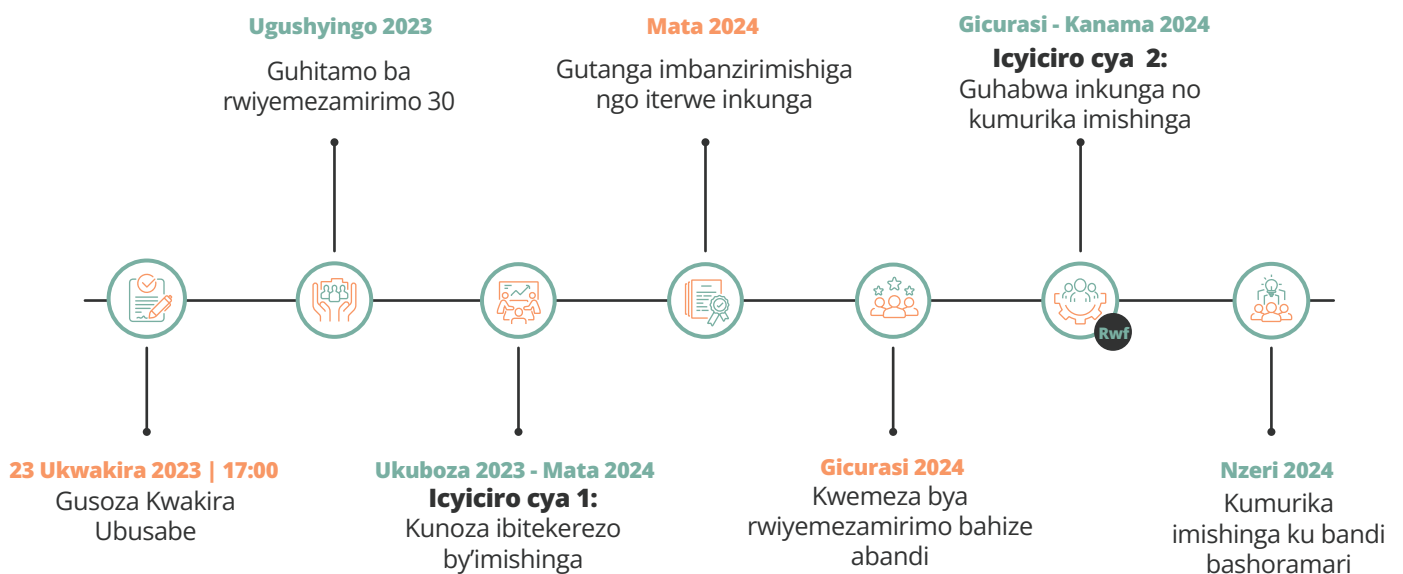 23 Ukwakira 2023 | 17:00
Gusoza Kwakira
Ubusabe
Ugushyingo 2023
Guhitamo ba
rwiyemezamirimo 30
Ukuboza 2023 - Mata 2024
Icyiciro cya 1:
Kunoza ibitekerezo
by’imishinga
Mata 2024
Gutanga imbanzirimishiga
ngo iterwe inkunga
Gicurasi 2024
Kwemeza bya
rwiyemezamirimo bahize
abandi
Gicurasi - Kanama 2024
Icyiciro cya 2:
Guhabwa inkunga no
kumurika imishinga
Rwf
Nzeri 2024
Kumurika
imishinga ku bandi
bashoramari